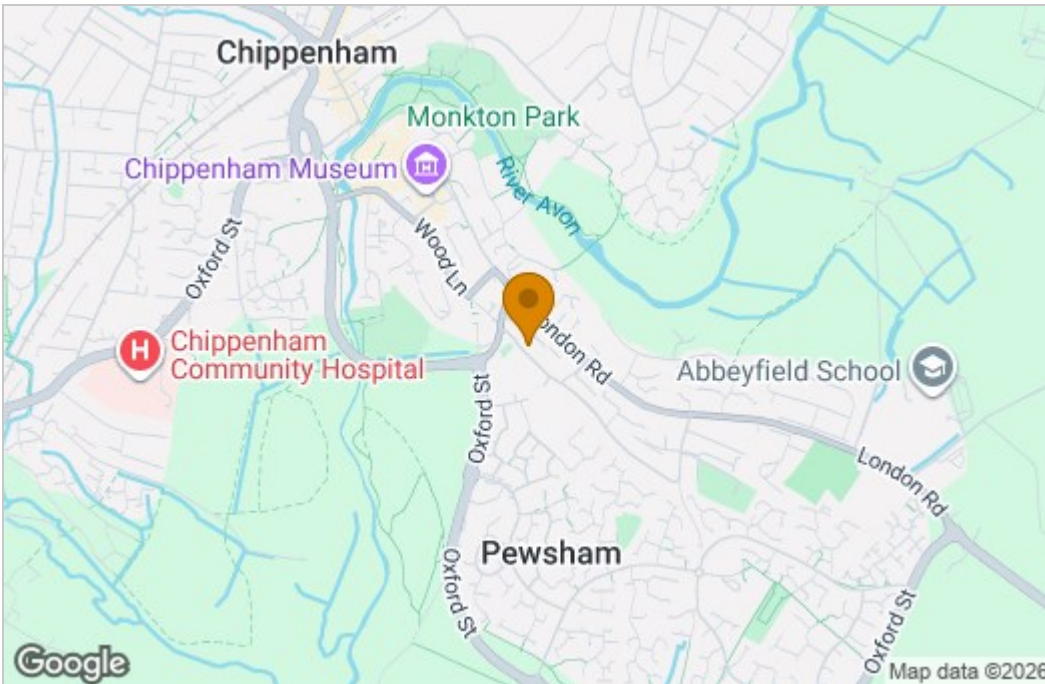 Chippenham
Monkton Park
Chippenham Museum
River Avon
Wood Ln
Oxford St
London Rd
Chippenham
Community Hospital
H
Abbeyfield School
Oxford St
London Rd
Pewsham
Oxford St
Oxford St
Google
Map data ©2026